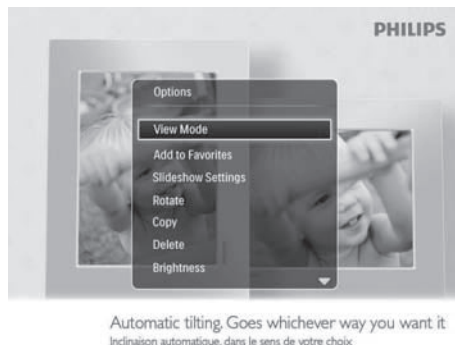 PHILIPS
Options
View Mode
Add to Favorites
Slideshow Settings
Rotate
Copy
Delete
Brightness
Automatic tilting. Goes whichever way you want it
Inclinaison automatique, dans le sens de votre choix